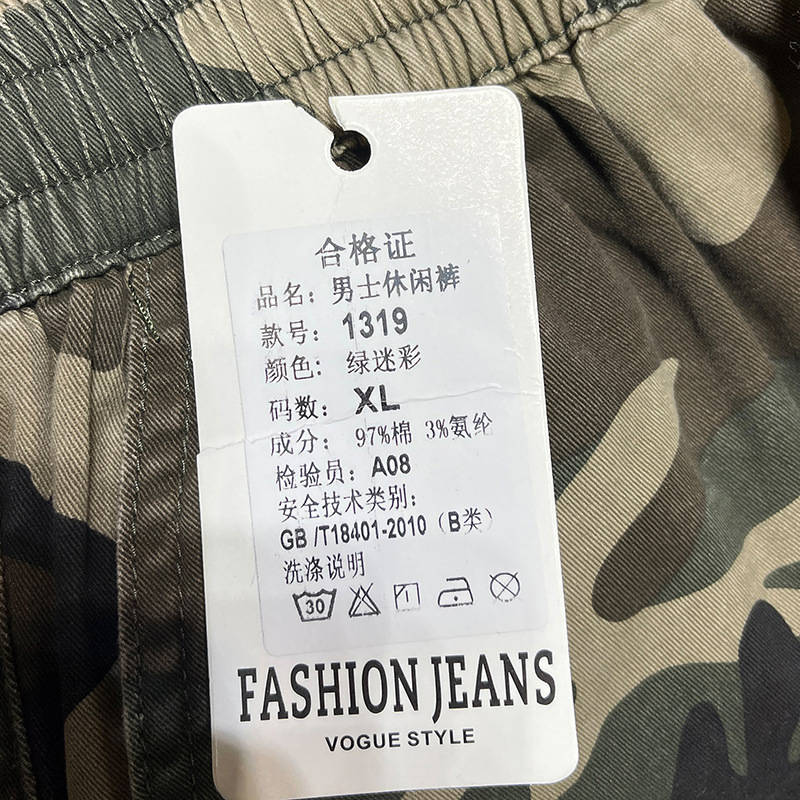 合格证
品名：男士休闲裤
款号：1319
颜色：绿迷彩
码数：XL
成分：97%棉 3%氨纶
检验员：A08
安全技术类别：
GB /T18401-2010（B类）
洗涤说明
30
FASHION JEANS
VOGUE STYLE